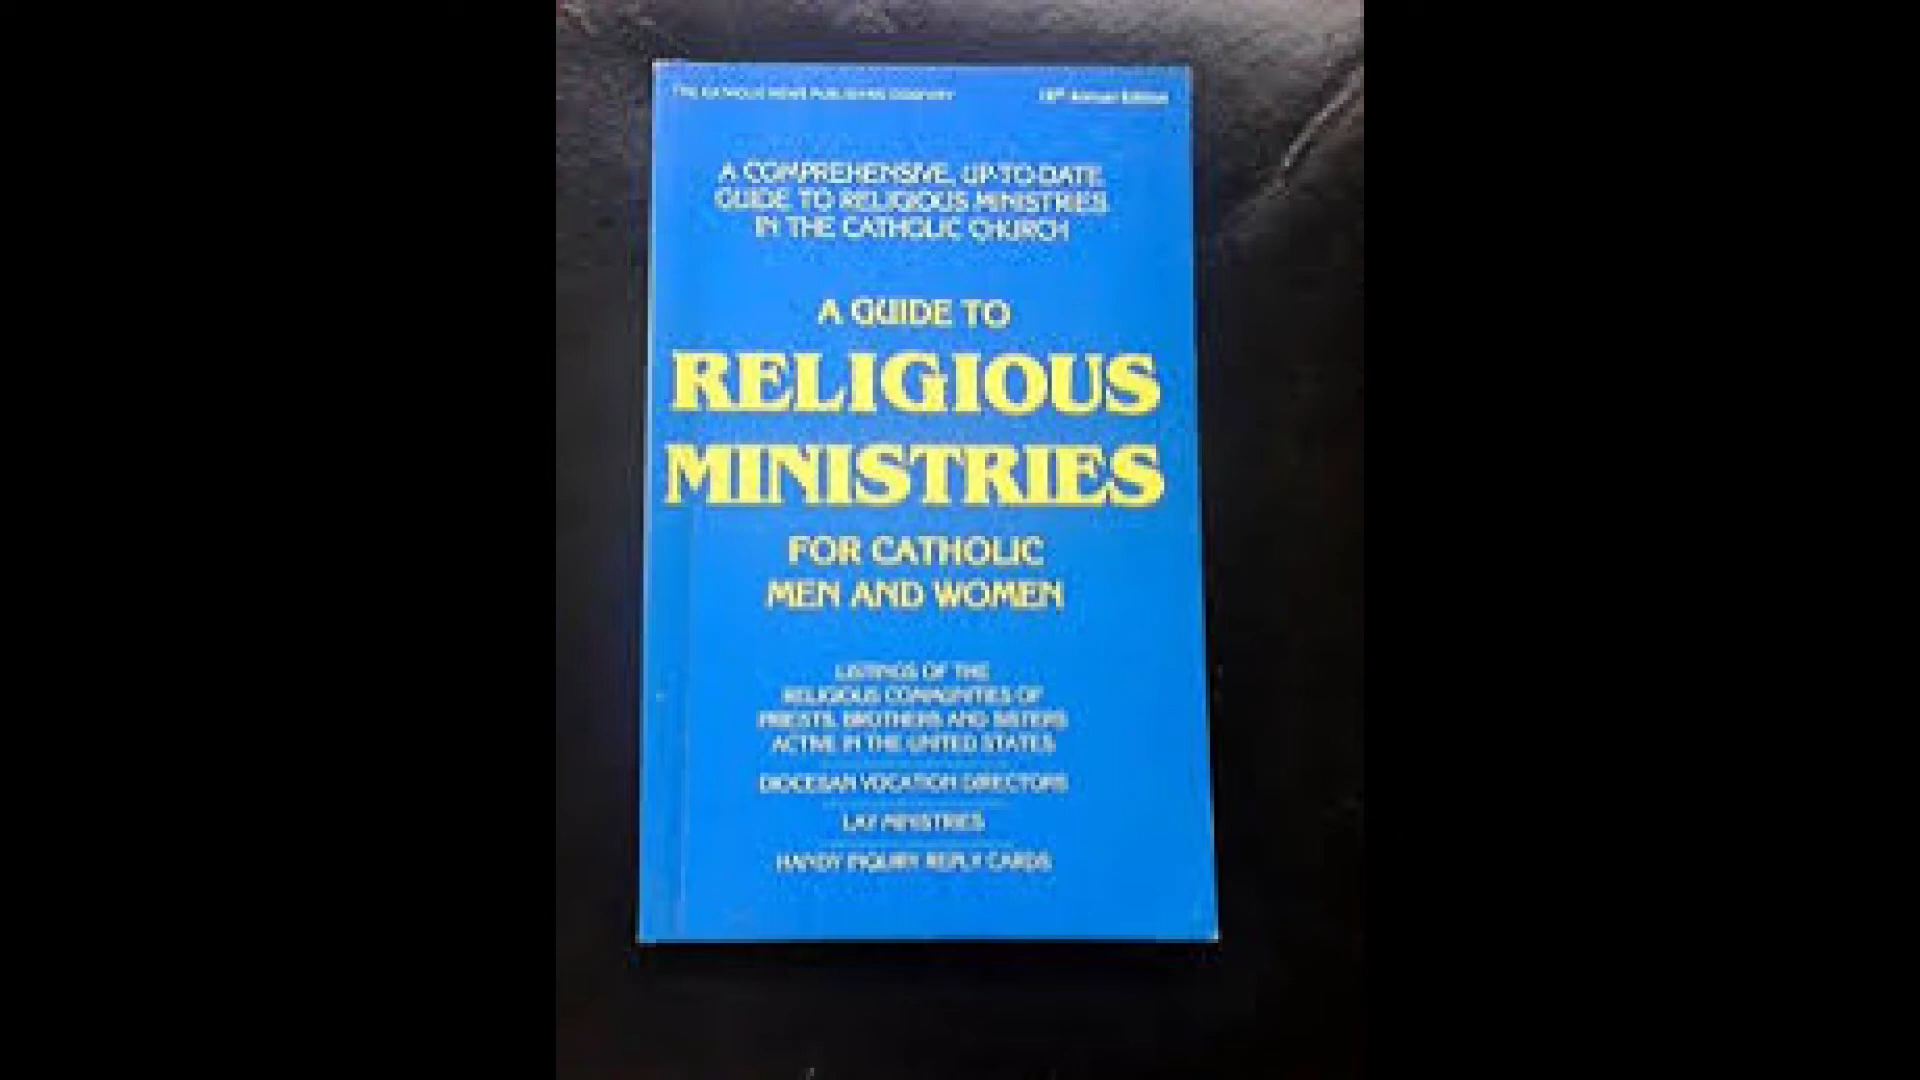 THE CATHOLIC NEWS PUBLISHING COMPANY
Annual Edition
A COMPREHENSIVE, UP-TO-DATE
GUIDE TO RELIGIOUS MINISTRIES
IN THE CATHOLIC CHURCH
A GUIDE TO
RELIGIOUS
MINISTRIES
FOR CATHOLIC
MEN AND WOMEN
LISTINGS OF THE
RELIGIOUS COMMUNITIES OF
PRIESTS, BROTHERS AND SISTERS
ACTIVE IN THE UNITED STATES
DIOCESAN VOCATION DIRECTORS
LAY MINISTRIES
HANDY INQUIRY REPLY CARDS